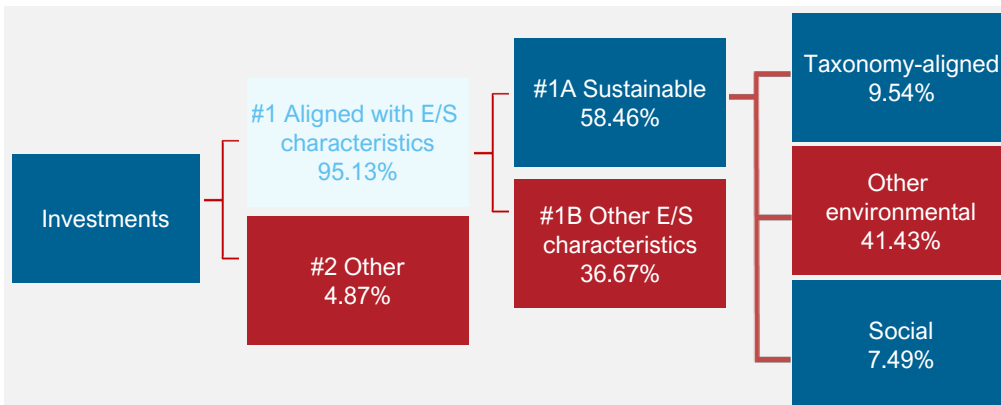 Investments
#1 Aligned with E/S
characteristics
95.13%
#2 Other
4.87%
#1A Sustainable
58.46%
#1B Other E/S
characteristics
36.67%
Taxonomy-aligned
9.54%
Other
environmental
41.43%
Social
7.49%